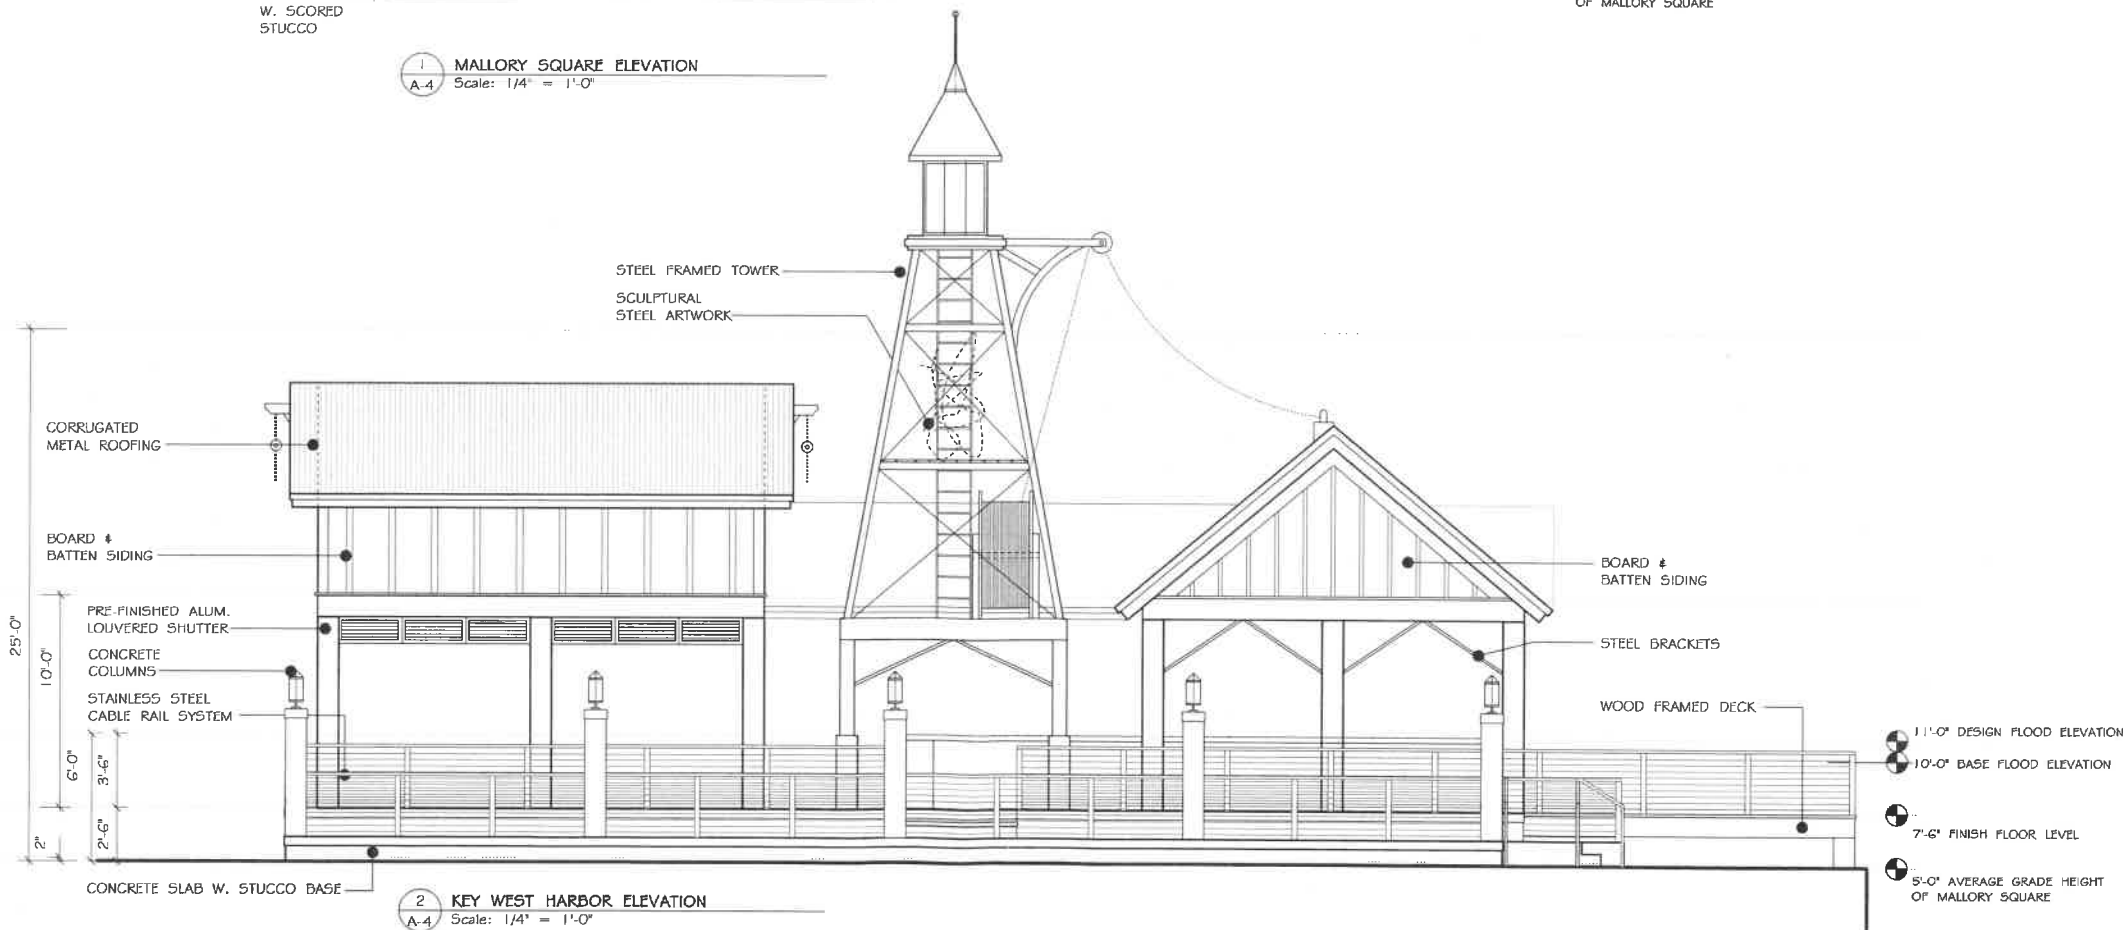 W. SCORED
STUCCO
OF MALLORY SQUARE
1
A-4
MALLORY SQUARE ELEVATION
Scale: 1/4" = 1'-0"
STEEL FRAMED TOWER
SCULPTURAL
STEEL ARTWORK
CORRUGATED
METAL ROOFING
BOARD &
BATTEN SIDING
PRE-FINISHED ALUM.
LOUVERED SHUTTER
CONCRETE
COLUMNS
STAINLESS STEEL
CABLE RAIL SYSTEM
25'-0"
10'-0"
6'-0"
3'-6"
2"
2'-6"
CONCRETE SLAB W. STUCCO BASE
BOARD &
BATTEN SIDING
STEEL BRACKETS
WOOD FRAMED DECK
11'-0" DESIGN FLOOD ELEVATION
10'-0" BASE FLOOD ELEVATION
7'-6" FINISH FLOOR LEVEL
5'-0" AVERAGE GRADE HEIGHT
OF MALLORY SQUARE
2
A-4
KEY WEST HARBOR ELEVATION
Scale: 1/4" = 1'-0"